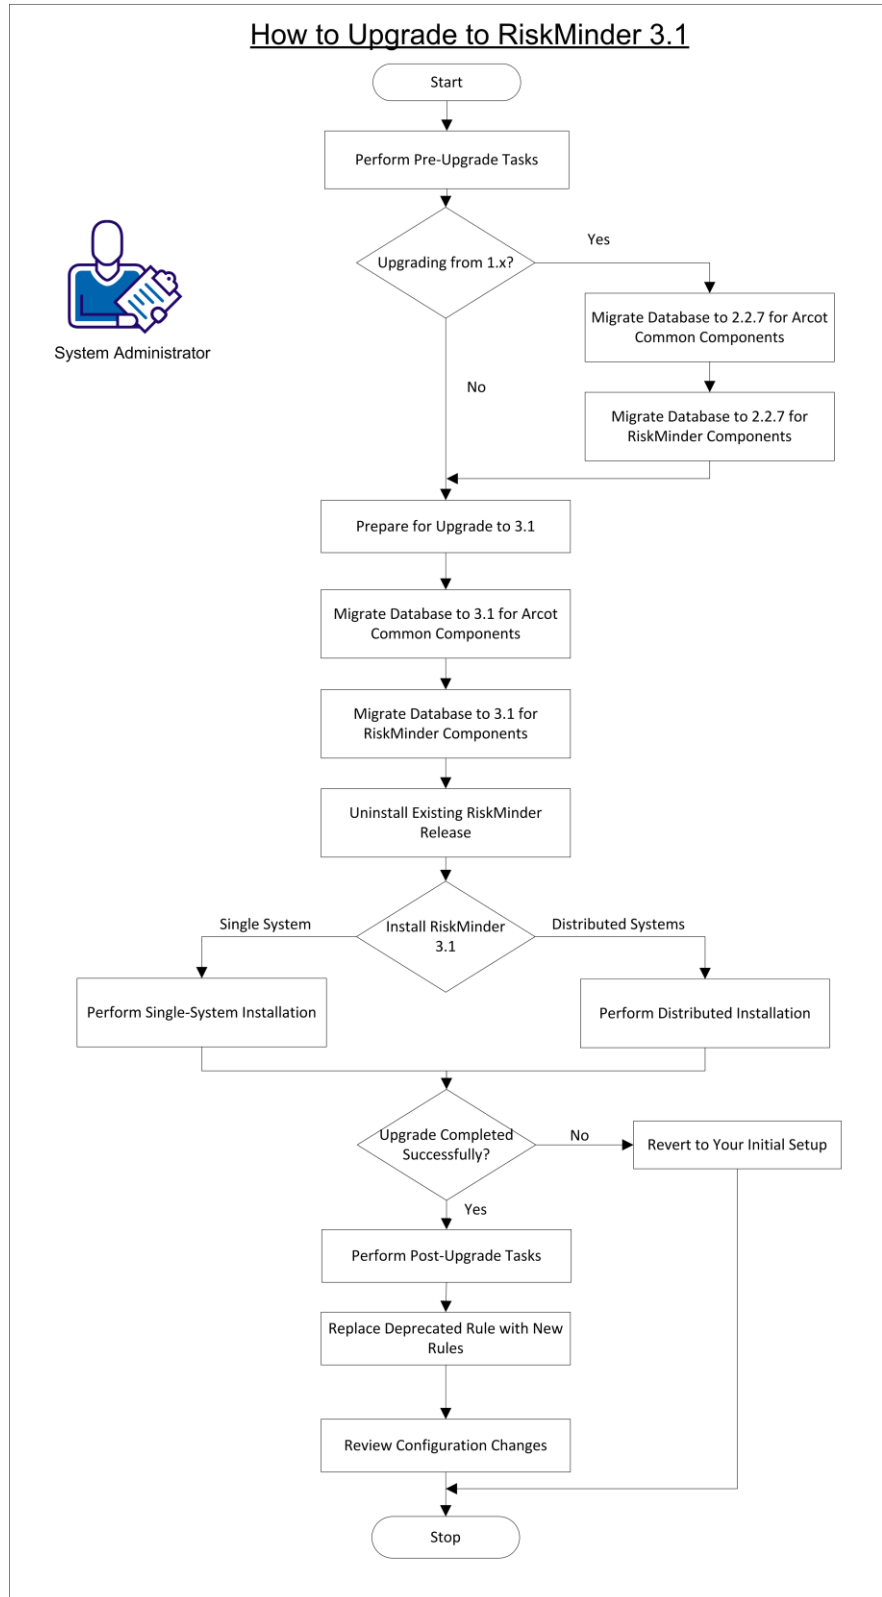 How to Upgrade to RiskMinder 3.1
Start
Perform Pre-Upgrade Tasks
Upgrading from 1.x?
Yes
Migrate Database to 2.2.7 for Arcot
Common Components
System Administrator
No
Migrate Database to 2.2.7 for
RiskMinder Components
Prepare for Upgrade to 3.1
Migrate Database to 3.1 for Arcot
Common Components
Migrate Database to 3.1 for
RiskMinder Components
Uninstall Existing RiskMinder
Release
Single System
Install RiskMinder
3.1
Distributed Systems
Perform Single-System Installation
Perform Distributed Installation
Upgrade Completed
Successfully?
No
Revert to Your Initial Setup
Yes
Perform Post-Upgrade Tasks
Replace Deprecated Rule with New
Rules
Review Configuration Changes
Stop